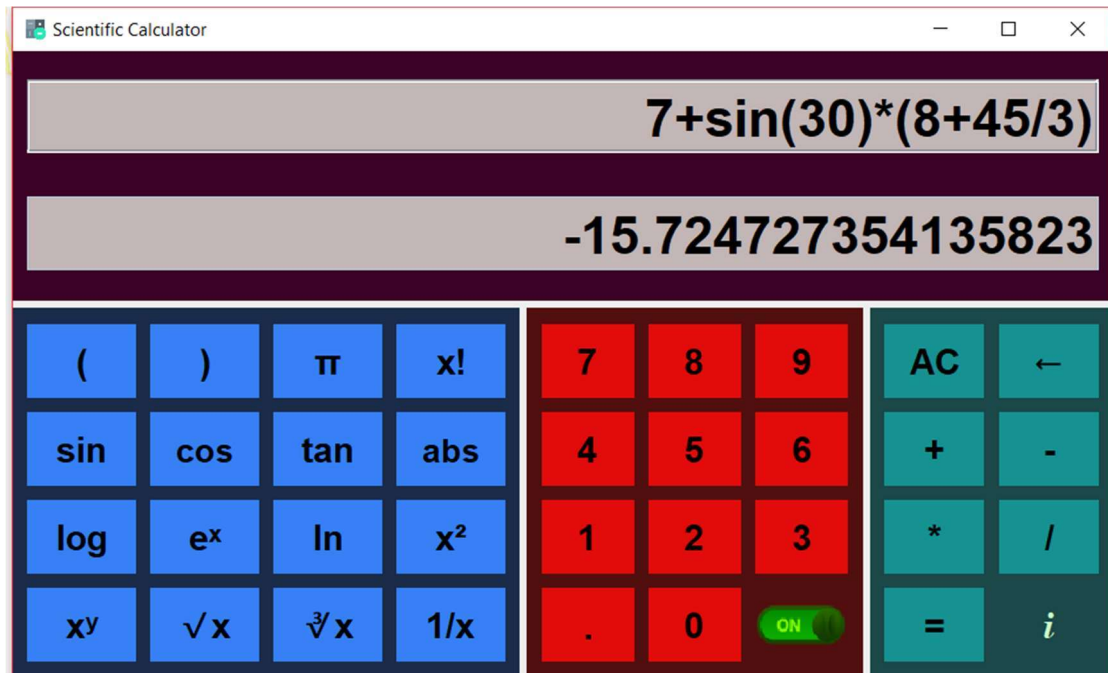 Scientific Calculator
7+sin(30)*(8+45/3)
-15.724727354135823
( ) π x! 7 8 9 AC ←
sin cos tan abs 4 5 6 + -
log eˣ ln x² 1 2 3 * /
xʸ √x ∛x 1/x . 0 ON = i